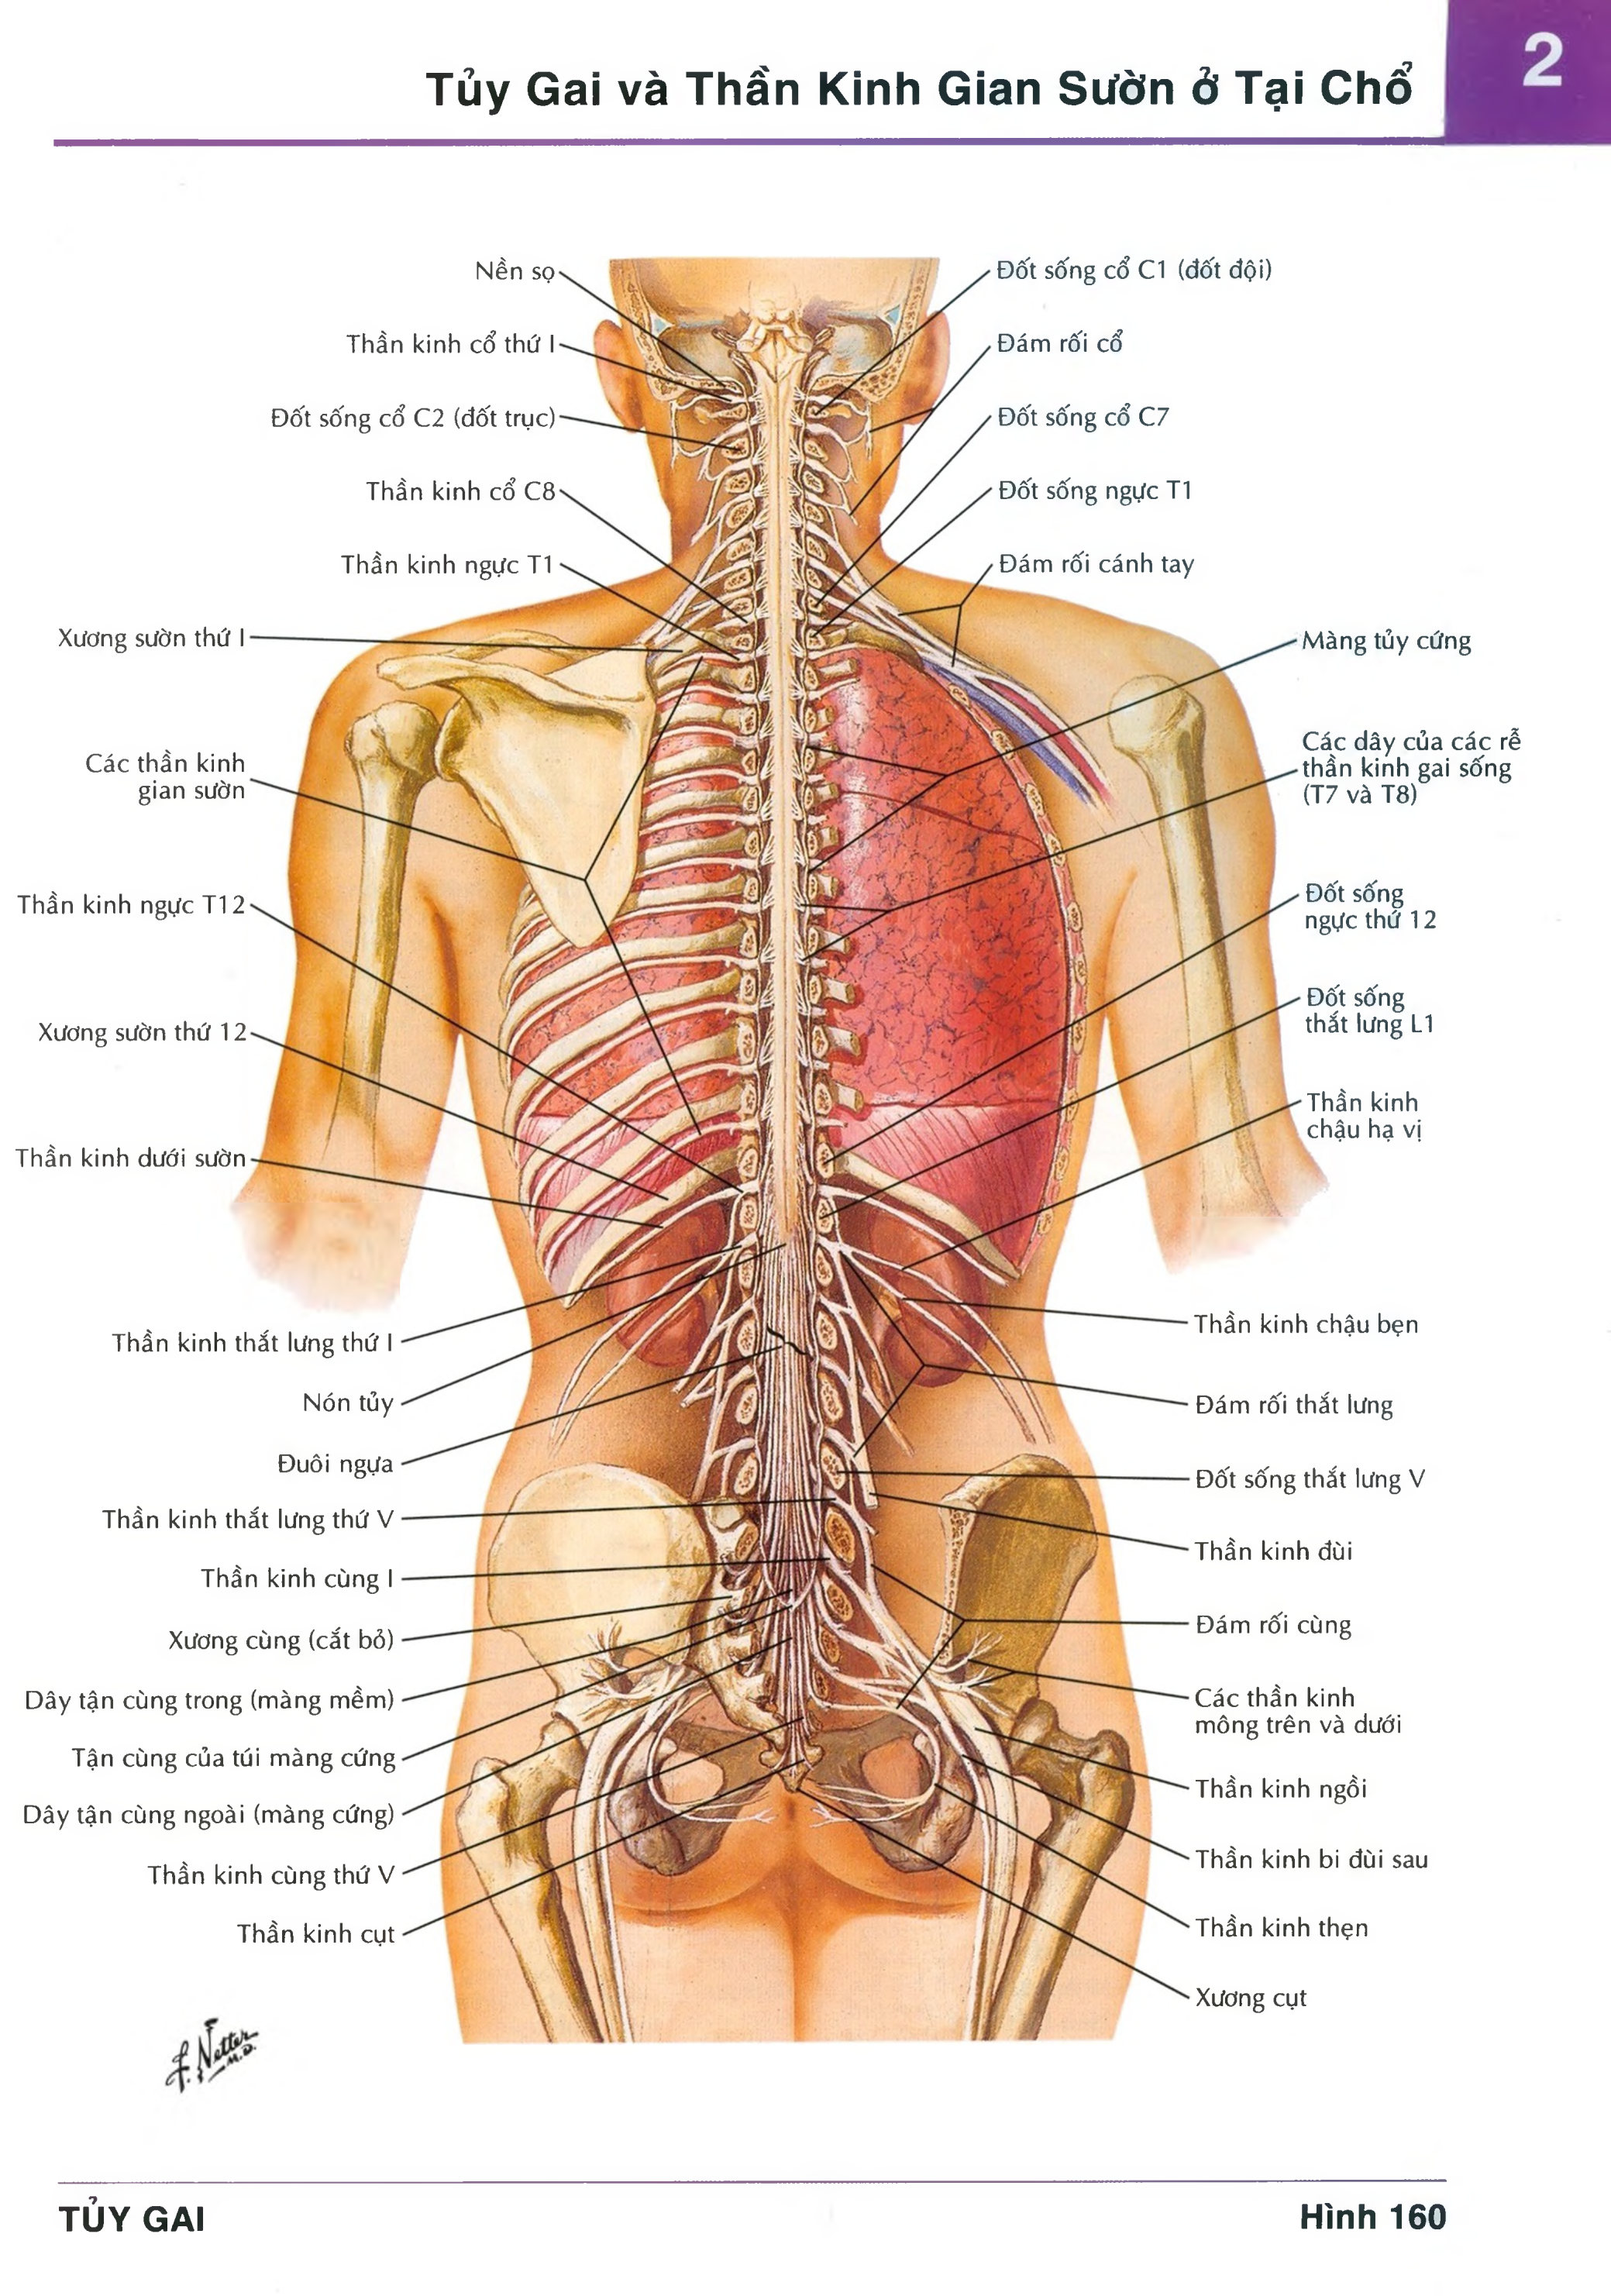 2
Tủy Gai và Thần Kinh Gian Sườn ở Tại Chổ
Nền sọ
Thần kinh cổ thứ I
Đốt sống cổ C2 (đốt trục)
Thần kinh cổ C8
Thần kinh ngực T1
Xương sườn thứ I
Các thần kinh
gian sườn
Thần kinh ngực T12
Xương sườn thứ 12
Thần kinh dưới sườn
Thần kinh thắt lưng thứ I
Nón tủy
Đuôi ngựa
Thần kinh thắt lưng thứ V
Thần kinh cùng I
Xương cùng (cắt bỏ)
Dây tận cùng trong (màng mềm)
Tận cùng của túi màng cứng
Dây tận cùng ngoài (màng cứng)
Thần kinh cùng thứ V
Thần kinh cụt
Đốt sống cổ C1 (đốt đội)
Đám rối cổ
Đốt sống cổ C7
Đốt sống ngực T1
Đám rối cánh tay
Màng tủy cứng
Các dây của các rễ
thần kinh gai sống
(T7 và T8)
Đốt sống
ngực thứ 12
Đốt sống
thắt lưng L1
Thần kinh
chậu hạ vị
Thần kinh chậu bẹn
Đám rối thắt lưng
Đốt sống thắt lưng V
Thần kinh đùi
Đám rối cùng
Các thần kinh
mông trên và dưới
Thần kinh ngồi
Thần kinh bi đùi sau
Thần kinh thẹn
Xương cụt
F. Netter
M.D.
TỦY GAI
Hình 160